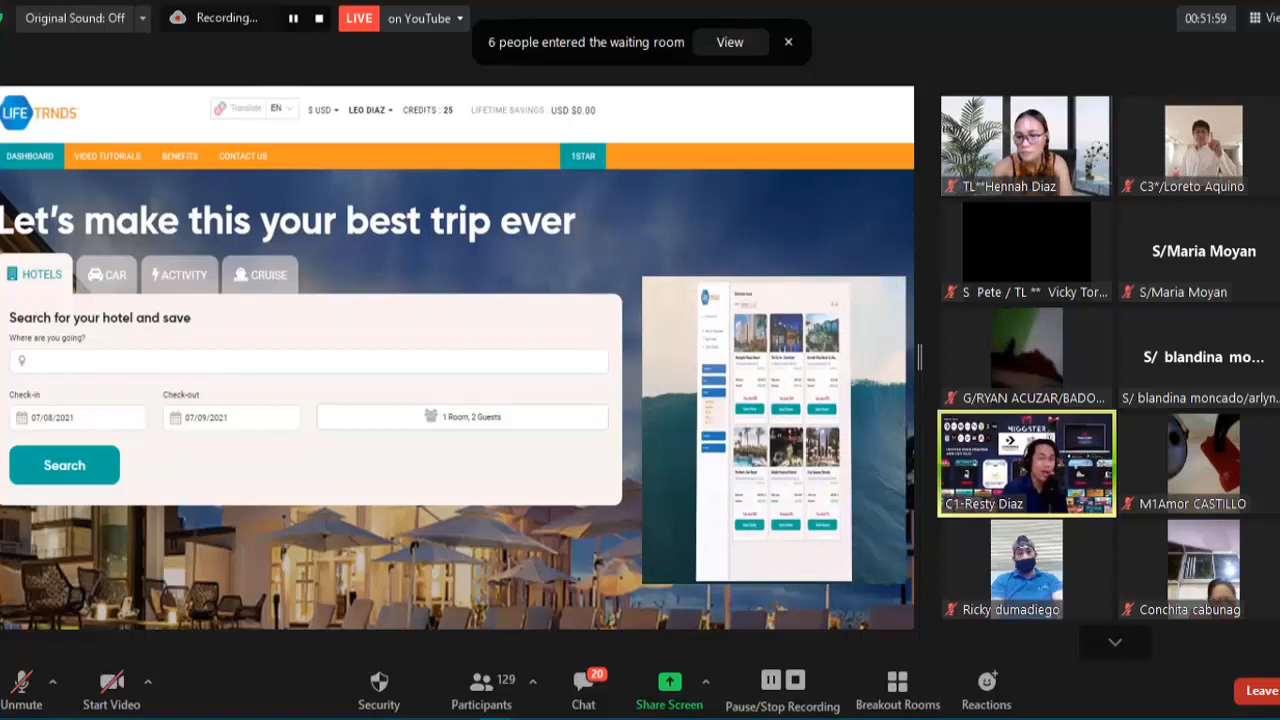 Original Sound: Off
Recording...
LIVE
on YouTube
6 people entered the waiting room
View
00:51:59
LIFE TRNDS
Translate EN
$ USD
LEO DIAZ
CREDITS : 25
LIFETIME SAVINGS USD $0.00
DASHBOARD
VIDEO TUTORIALS
BENEFITS
CONTACT US
1STAR
Let's make this your best trip ever
HOTELS
CAR
ACTIVITY
CRUISE
Search for your hotel and save
Where are you going?
Check-in
Check-out
07/08/2021
07/09/2021
1 Room, 2 Guests
Search
TL**Hennah Diaz
C3*/Loreto Aquino
S Pete / TL ** Vicky Tor...
S/Maria Moyan
S/Maria Moyan
G/RYAN ACUZAR/BADO...
S/ blandina mo...
S/ blandina moncado/arlyn
C1-Resty Diaz
M1Amor CASTILLO
Ricky dumadiego
Conchita cabunag
Unmute
Start Video
Security
129
Participants
20
Chat
Share Screen
Pause/Stop Recording
Breakout Rooms
Reactions
Leave